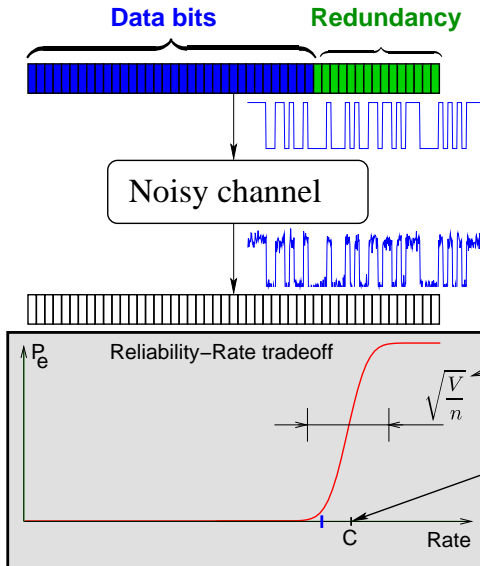 Data bits
Redundancy
Noisy channel
Pe
Reliability−Rate tradeoff
√V/n
C
Rate